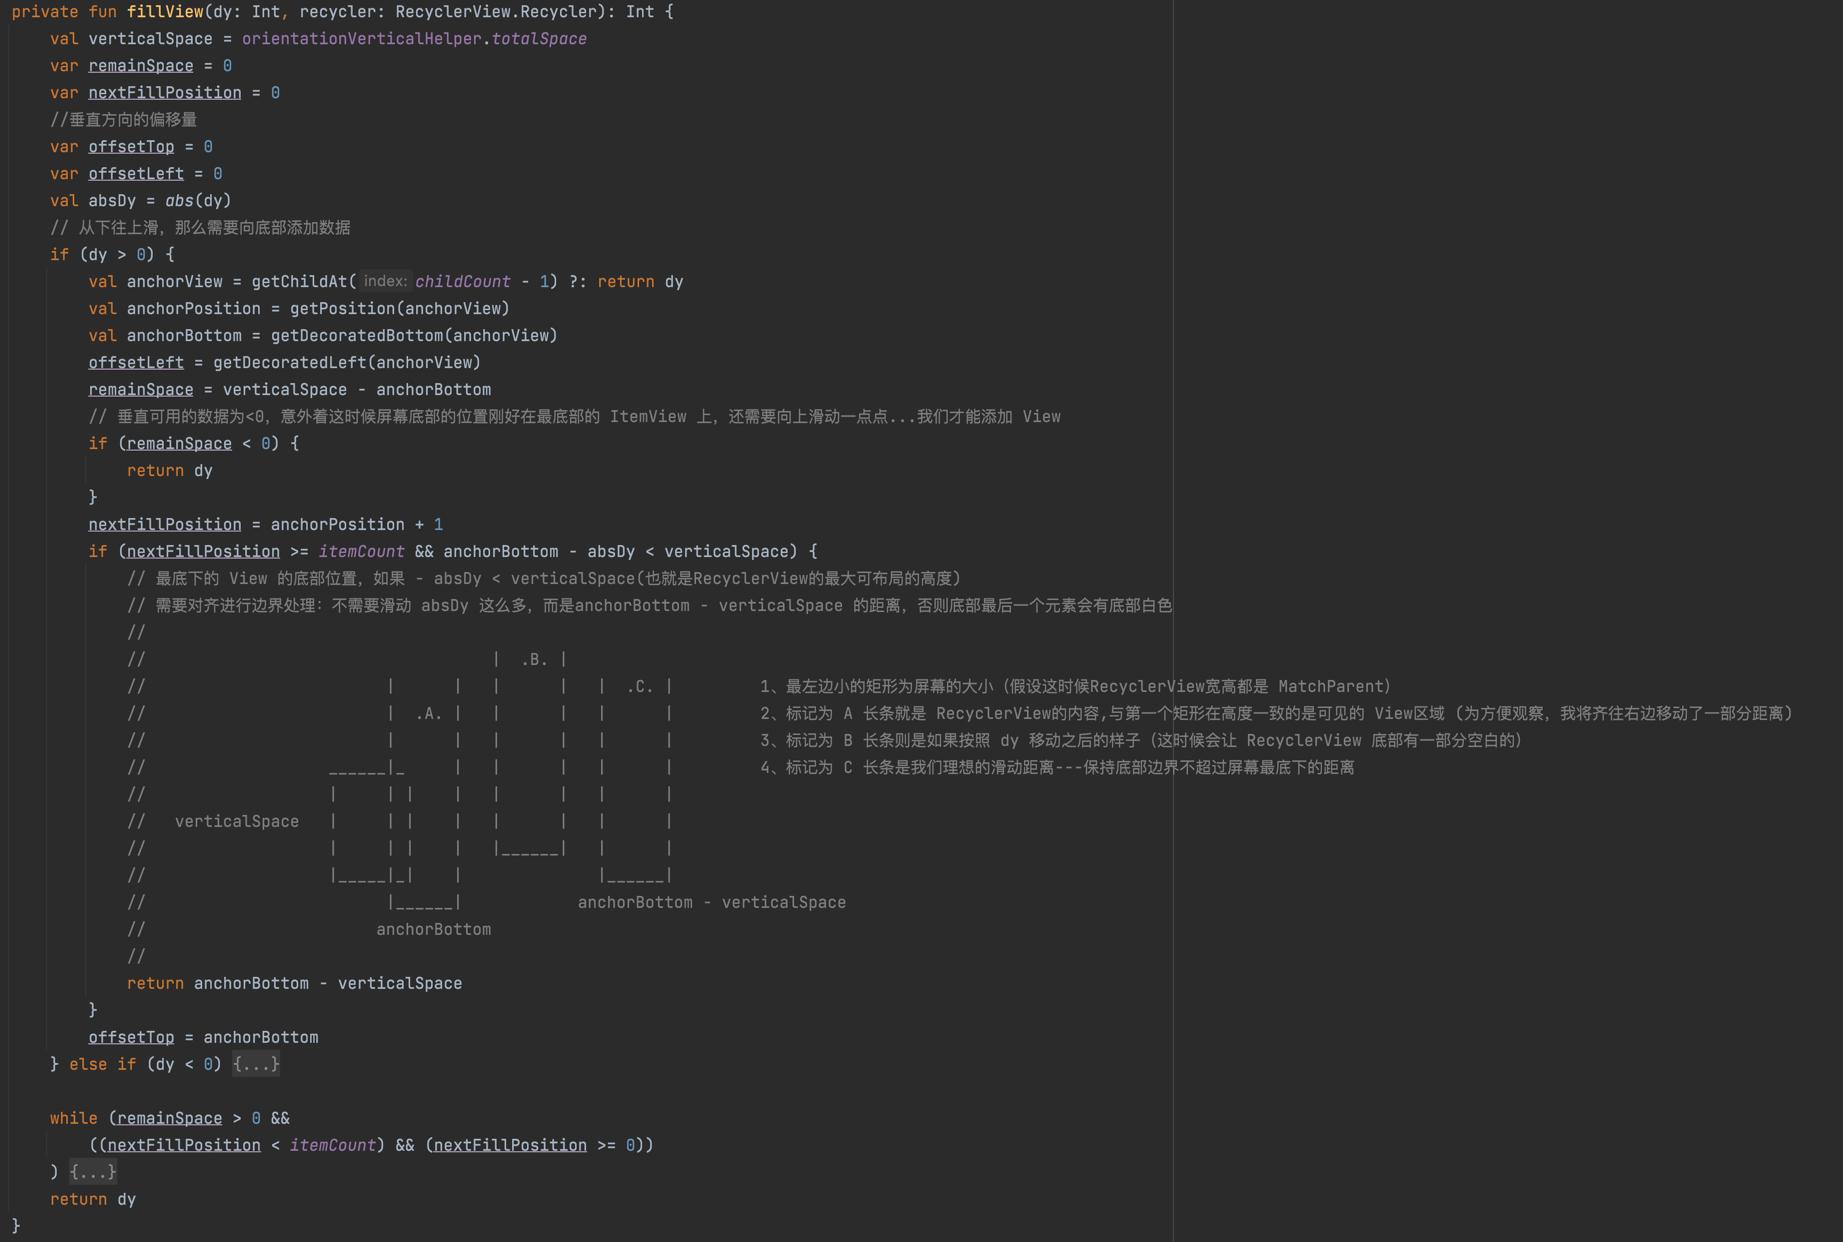 private fun fillView(dy: Int, recycler: RecyclerView.Recycler): Int {
    val verticalSpace = orientationVerticalHelper.totalSpace
    var remainSpace = 0
    var nextFillPosition = 0
    //垂直方向的偏移量
    var offsetTop = 0
    var offsetLeft = 0
    val absDy = abs(dy)
    // 从下往上滑，那么需要向底部添加数据
    if (dy > 0) {
        val anchorView = getChildAt( index: childCount - 1) ?: return dy
        val anchorPosition = getPosition(anchorView)
        val anchorBottom = getDecoratedBottom(anchorView)
        offsetLeft = getDecoratedLeft(anchorView)
        remainSpace = verticalSpace - anchorBottom
        // 垂直可用的数据为<0，意外着这时候屏幕底部的位置刚好在最底部的 ItemView 上，还需要向上滑动一点点...我们才能添加 View
        if (remainSpace < 0) {
            return dy
        }
        nextFillPosition = anchorPosition + 1
        if (nextFillPosition >= itemCount && anchorBottom - absDy < verticalSpace) {
            // 最底下的 View 的底部位置，如果 - absDy < verticalSpace(也就是RecyclerView的最大可布局的高度)
            // 需要对齐进行边界处理：不需要滑动 absDy 这么多，而是anchorBottom - verticalSpace 的距离，否则底部最后一个元素会有底部白色
            //
            //                                    |  .B. |
            //                         |      |   |      |   |  .C. |         1、最左边小的矩形为屏幕的大小（假设这时候RecyclerView宽高都是 MatchParent）
            //                         |  .A. |   |      |   |      |         2、标记为 A 长条就是 RecyclerView的内容,与第一个矩形在高度一致的是可见的 View区域 (为方便观察，我将齐往右边移动了一部分距离)
            //                         |      |   |      |   |      |         3、标记为 B 长条则是如果按照 dy 移动之后的样子（这时候会让 RecyclerView 底部有一部分空白的）
            //                   ______|_     |   |      |   |      |         4、标记为 C 长条是我们理想的滑动距离---保持底部边界不超过屏幕最底下的距离
            //                   |     | |    |   |      |   |      |
            //   verticalSpace   |     | |    |   |      |   |      |
            //                   |     | |    |   |______|   |      |
            //                   |_____|_|    |              |______|
            //                         |______|            anchorBottom - verticalSpace
            //                        anchorBottom
            //
            return anchorBottom - verticalSpace
        }
        offsetTop = anchorBottom
    } else if (dy < 0) {...}

    while (remainSpace > 0 &&
        ((nextFillPosition < itemCount) && (nextFillPosition >= 0))
    ) {...}
    return dy
}